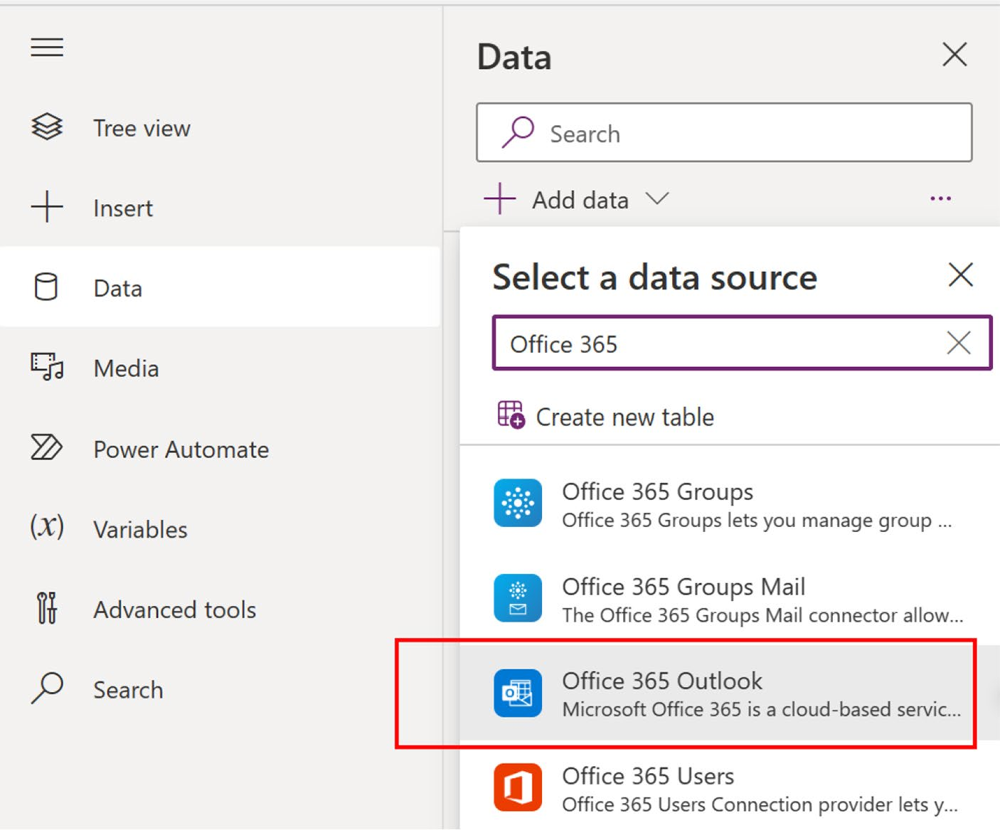 Tree view
Insert
Data
Media
Power Automate
(x) Variables
Advanced tools
Search
Data
Search
Add data
...
Select a data source
Office 365
Create new table
Office 365 Groups
Office 365 Groups lets you manage group ...
Office 365 Groups Mail
The Office 365 Groups Mail connector allow...
Office 365 Outlook
Microsoft Office 365 is a cloud-based servic...
Office 365 Users
Office 365 Users Connection provider lets y...